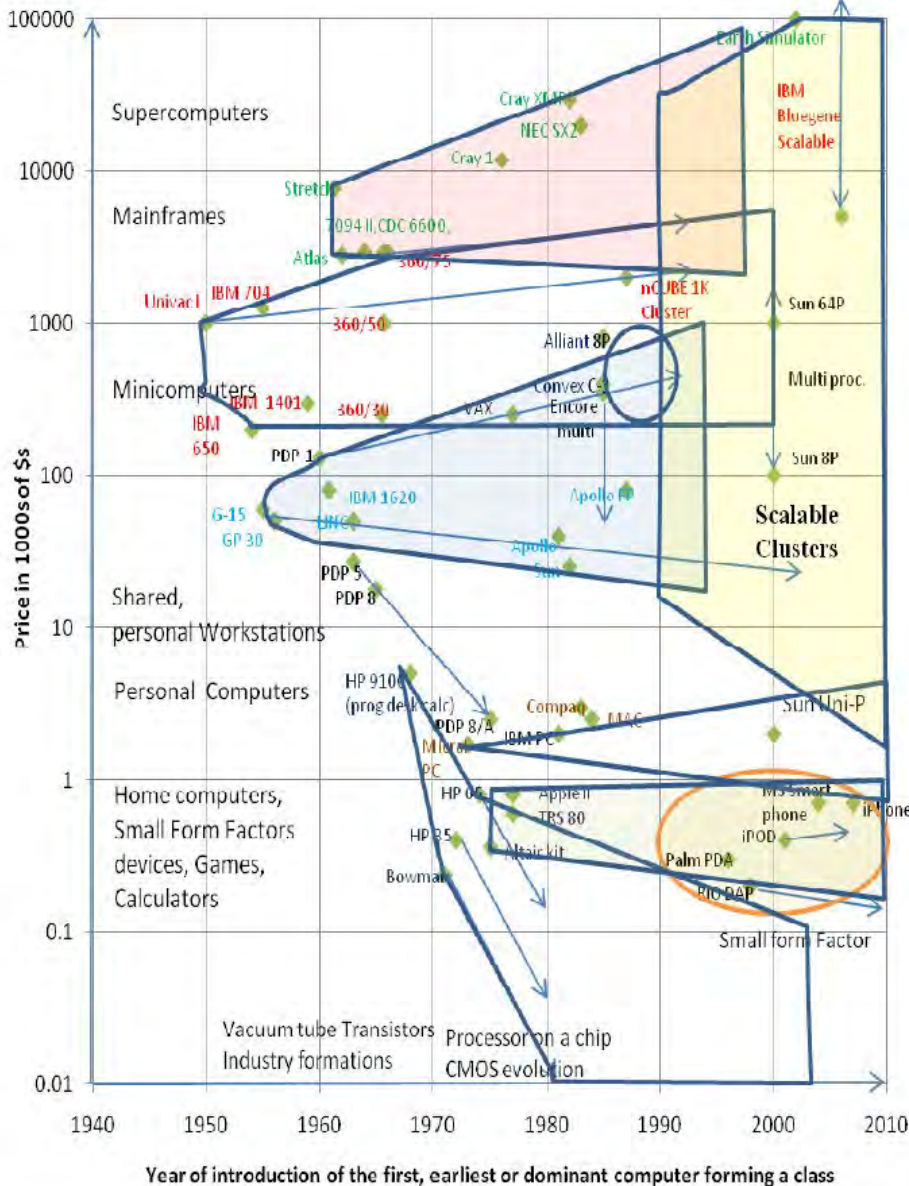 100000
Earth Simulator
Cray XMP
IBM
Bluegene
Scalable
Supercomputers
NEC SX2
Cray 1
10000
Stretch
Mainframes
7094 II,CDC 6600,
Atlas
360/75
Univac I
IBM 704
nCUBE 1K
Cluster
Sun 64P
1000
360/50
Alliant 8P
Minicomputers
Convex C-1
Multi proc.
IBM 1401
360/30
VAX
Encore
multi
IBM
650
PDP 1
Sun 8P
100
IBM 1620
Apollo FP
G-15
LINC
Scalable
Clusters
GP 30
Apollo
Sun
PDP 5
PDP 8
Shared,
personal Workstations
10
Personal Computers
HP 9100
(prog desk calc)
Compaq
Sun Uni-P
PDP 8/A
IBM PC
MAC
Micral
PC
1
Home computers,
Small Form Factors
devices, Games,
Calculators
HP 65
Apple II
TRS 80
MS Smart
phone
iPhone
HP 35
iPOD
Altair kit
Palm PDA
Bowman
RIO DAP
0.1
Small form Factor
Vacuum tube Transistors
Industry formations
Processor on a chip
CMOS evolution
0.01
1940 1950 1960 1970 1980 1990 2000 2010
Price in 1000s of $s
Year of introduction of the first, earliest or dominant computer forming a class